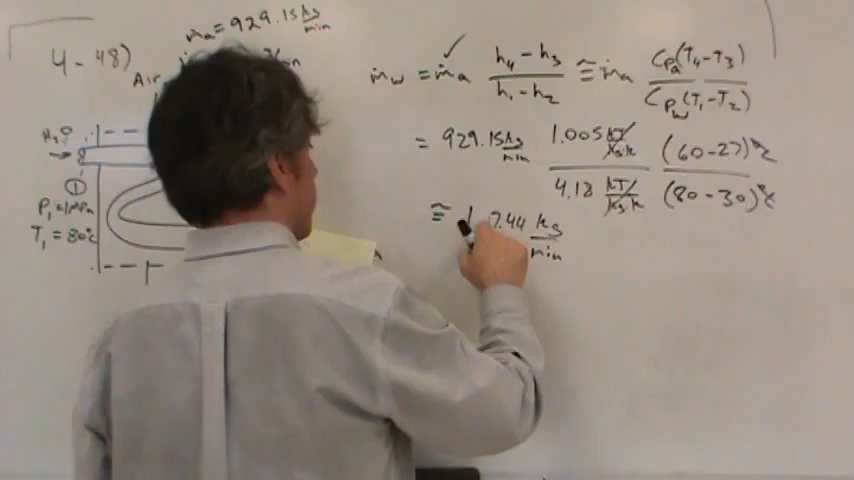 ṁₐ = 929.15 kg/min
4-48)
Air
H₂O
①
P₁ = 1MPa
T₁ = 80°C
ṁw = ṁₐ (h₄ - h₃)/(h₁ - h₂) ≅ ṁₐ (Cpₐ(T₄ - T₃))/(Cpw(T₁ - T₂))
= 929.15 kg/min (1.005 kJ/kg·K)/(4.18 kJ/kg·K) ((60-27)°C)/((80-30)°C)
≅ 7.44 kg/min